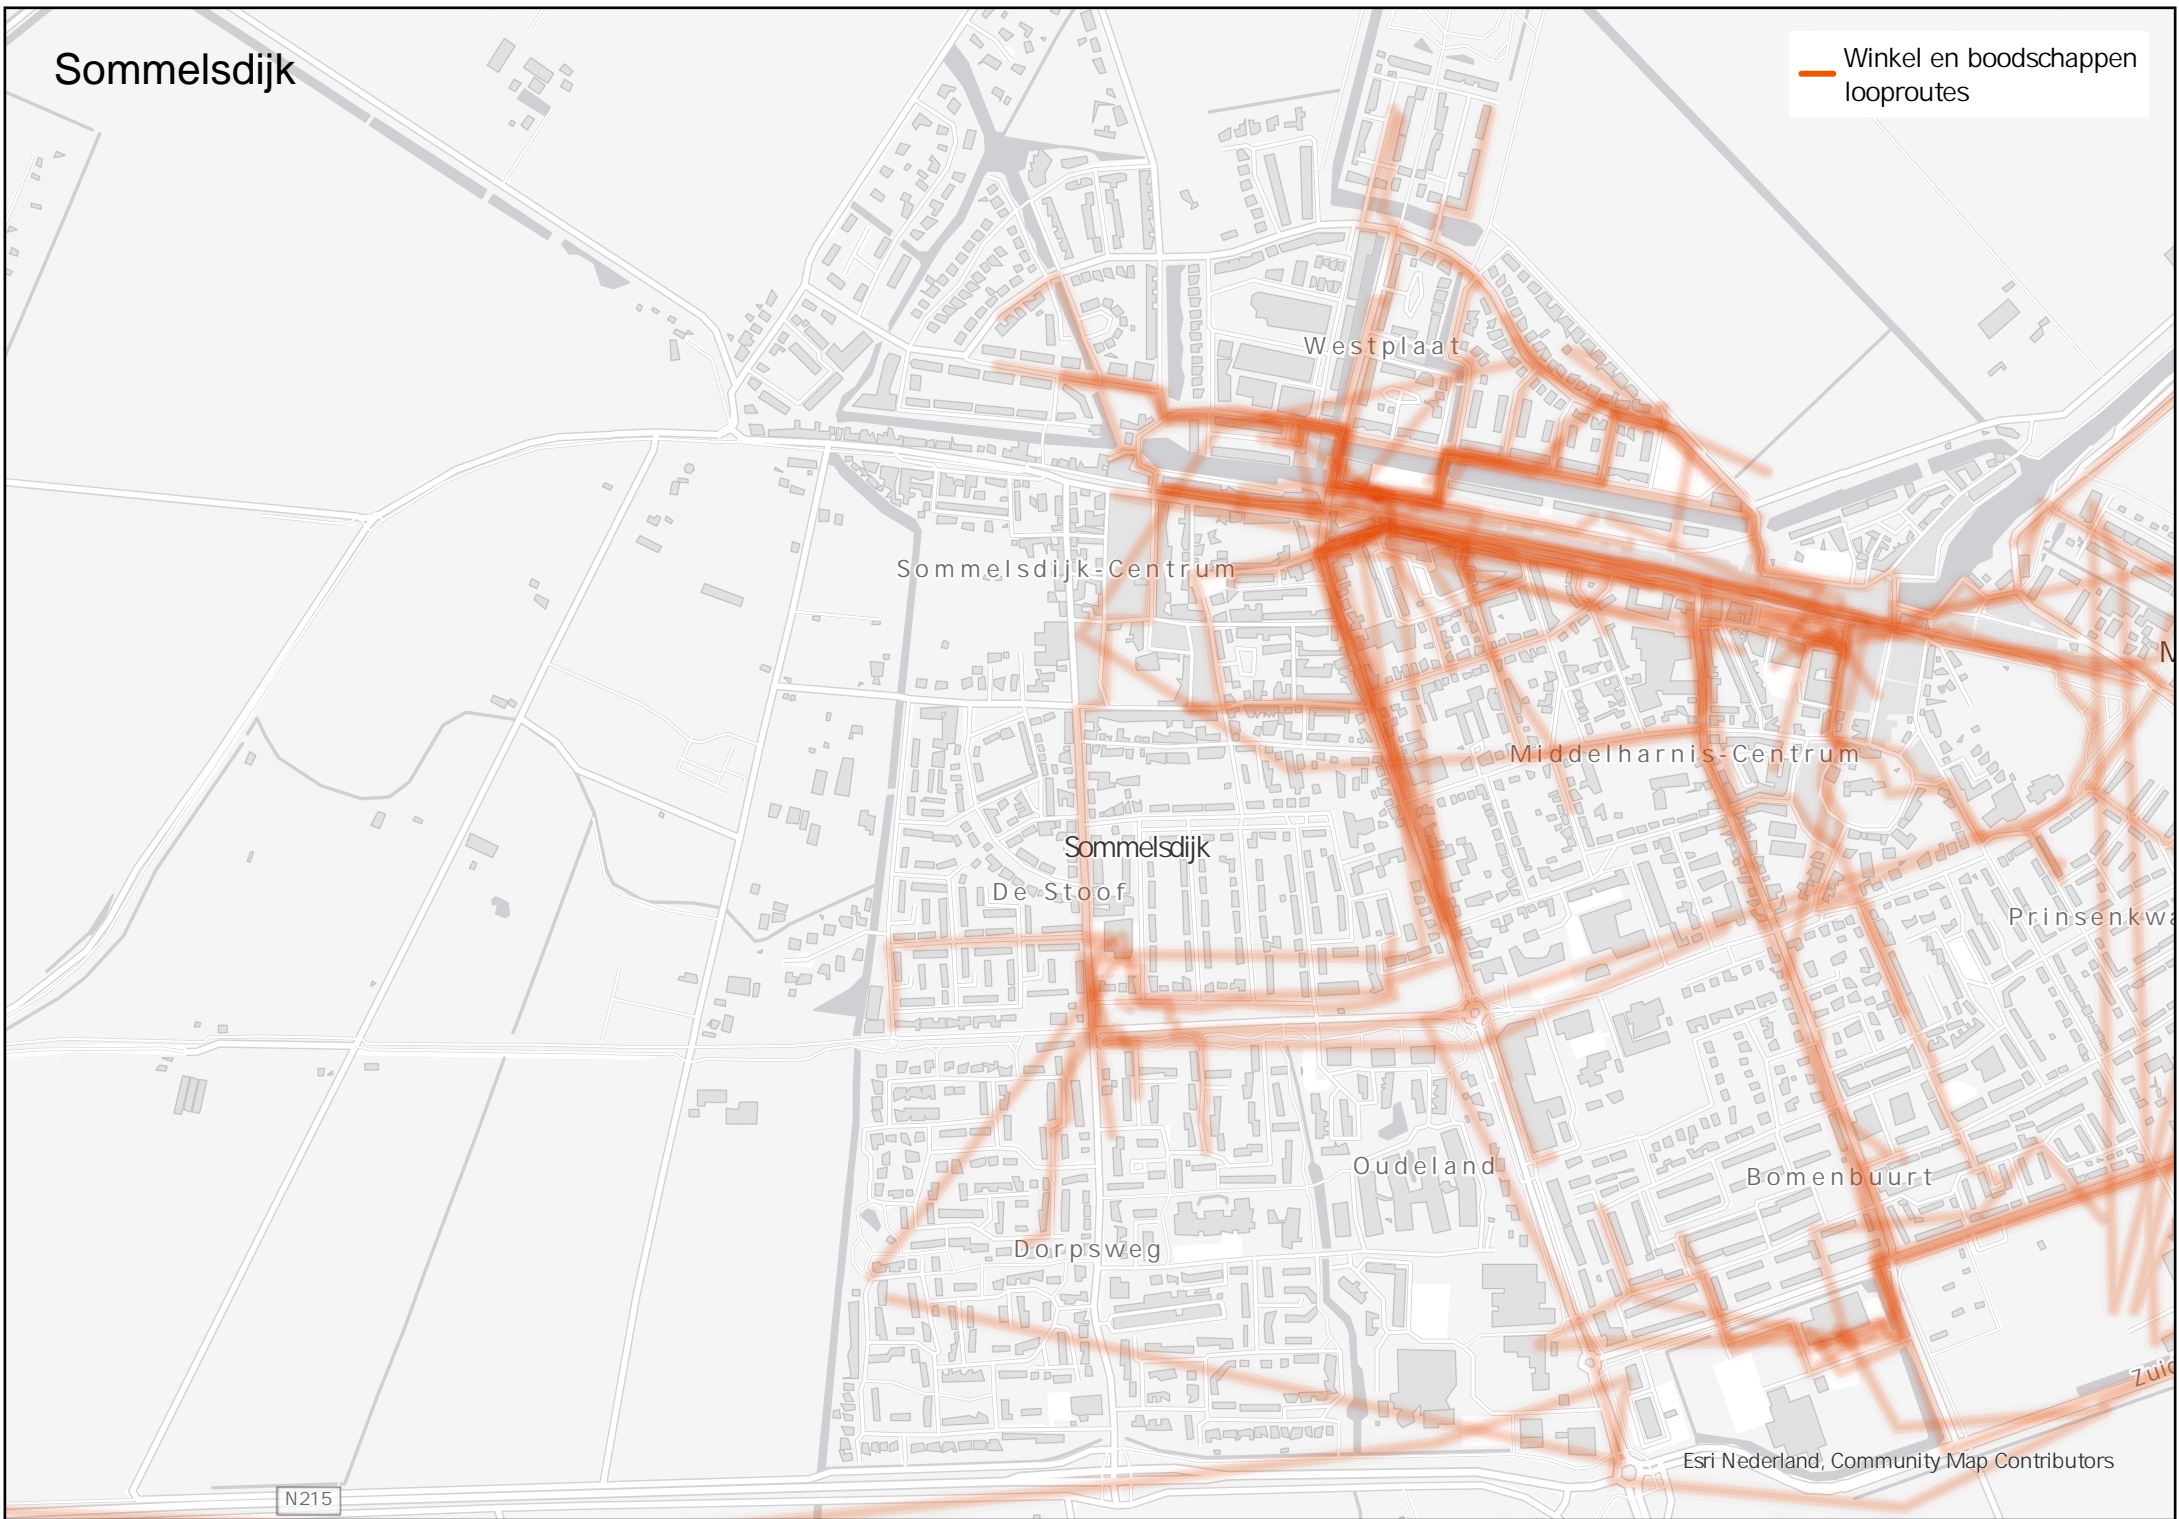 Sommelsdijk
Winkel en boodschappen
looproutes
Westplaat
Sommelsdijk-Centrum
M
Middelharnis-Centrum
Sommelsdijk
De Stoof
Prinsenkwa
Oudeland
Bomenbuurt
Dorpsweg
Zuid
Esri Nederland, Community Map Contributors
N215